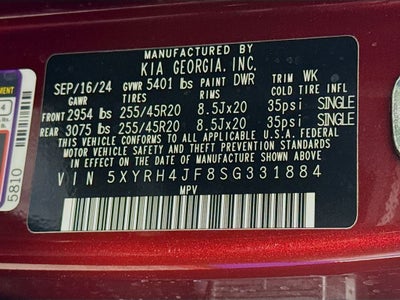 MANUFACTURED BY
KIA GEORGIA, INC.
SEP/16/24 GVWR 5401 lbs PAINT DWR TRIM WK
GAWR TIRES RIMS COLD TIRE INFL
FRONT 2954 lbs 255/45R20 8.5Jx20 35psi SINGLE
REAR 3075 lbs 255/45R20 8.5Jx20 35psi SINGLE
THIS VEHICLE CONFORMS TO ALL APPLICABLE U.S.A. FEDERAL
MOTOR VEHICLE SAFETY AND THEFT PREVENTION STANDARDS
IN EFFECT ON THE DATE OF MANUFACTURE SHOWN ABOVE
VIN 5XYRH4JF8SG331884
MPV
5810